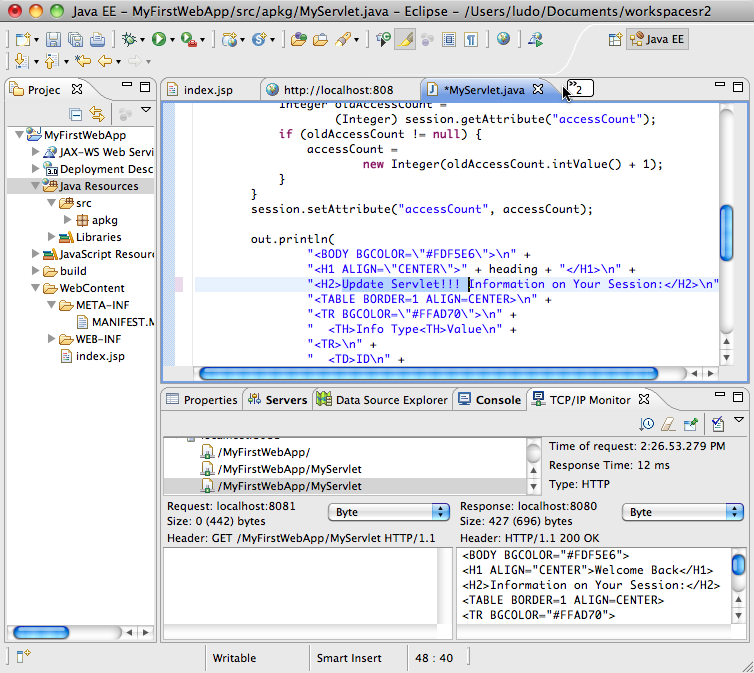 Java EE - MyFirstWebApp/src/apkg/MyServlet.java - Eclipse - /Users/ludo/Documents/workspacesr2
Java EE
Projec
index.jsp
http://localhost:808
*MyServlet.java
»2
MyFirstWebApp
JAX-WS Web Servi
Deployment Desc
Java Resources
src
apkg
Libraries
JavaScript Resourc
build
WebContent
META-INF
MANIFEST.M
WEB-INF
index.jsp
Integer oldAccessCount =
(Integer) session.getAttribute("accessCount");
if (oldAccessCount != null) {
accessCount =
new Integer(oldAccessCount.intValue() + 1);
}
}
session.setAttribute("accessCount", accessCount);
out.println(
"<BODY BGCOLOR=\"#FDF5E6\">\n" +
"<H1 ALIGN=\"CENTER\">" + heading + "</H1>\n" +
"<H2>Update Servlet!!! Information on Your Session:</H2>\n"
"<TABLE BORDER=1 ALIGN=CENTER>\n" +
"<TR BGCOLOR=\"#FFAD70\">\n" +
"  <TH>Info Type<TH>Value\n" +
"<TR>\n" +
"  <TD>ID\n" +
Properties
Servers
Data Source Explorer
Console
TCP/IP Monitor
/MyFirstWebApp/
/MyFirstWebApp/MyServlet
/MyFirstWebApp/MyServlet
Time of request: 2:26.53.279 PM
Response Time: 12 ms
Type: HTTP
Request: localhost:8081
Size: 0 (442) bytes
Byte
Header: GET /MyFirstWebApp/MyServlet HTTP/1.1
Response: localhost:8080
Size: 427 (696) bytes
Byte
Header: HTTP/1.1 200 OK
<BODY BGCOLOR="#FDF5E6">
<H1 ALIGN="CENTER">Welcome Back</H1>
<H2>Information on Your Session:</H2>
<TABLE BORDER=1 ALIGN=CENTER>
<TR BGCOLOR="#FFAD70">
Writable
Smart Insert
48 : 40